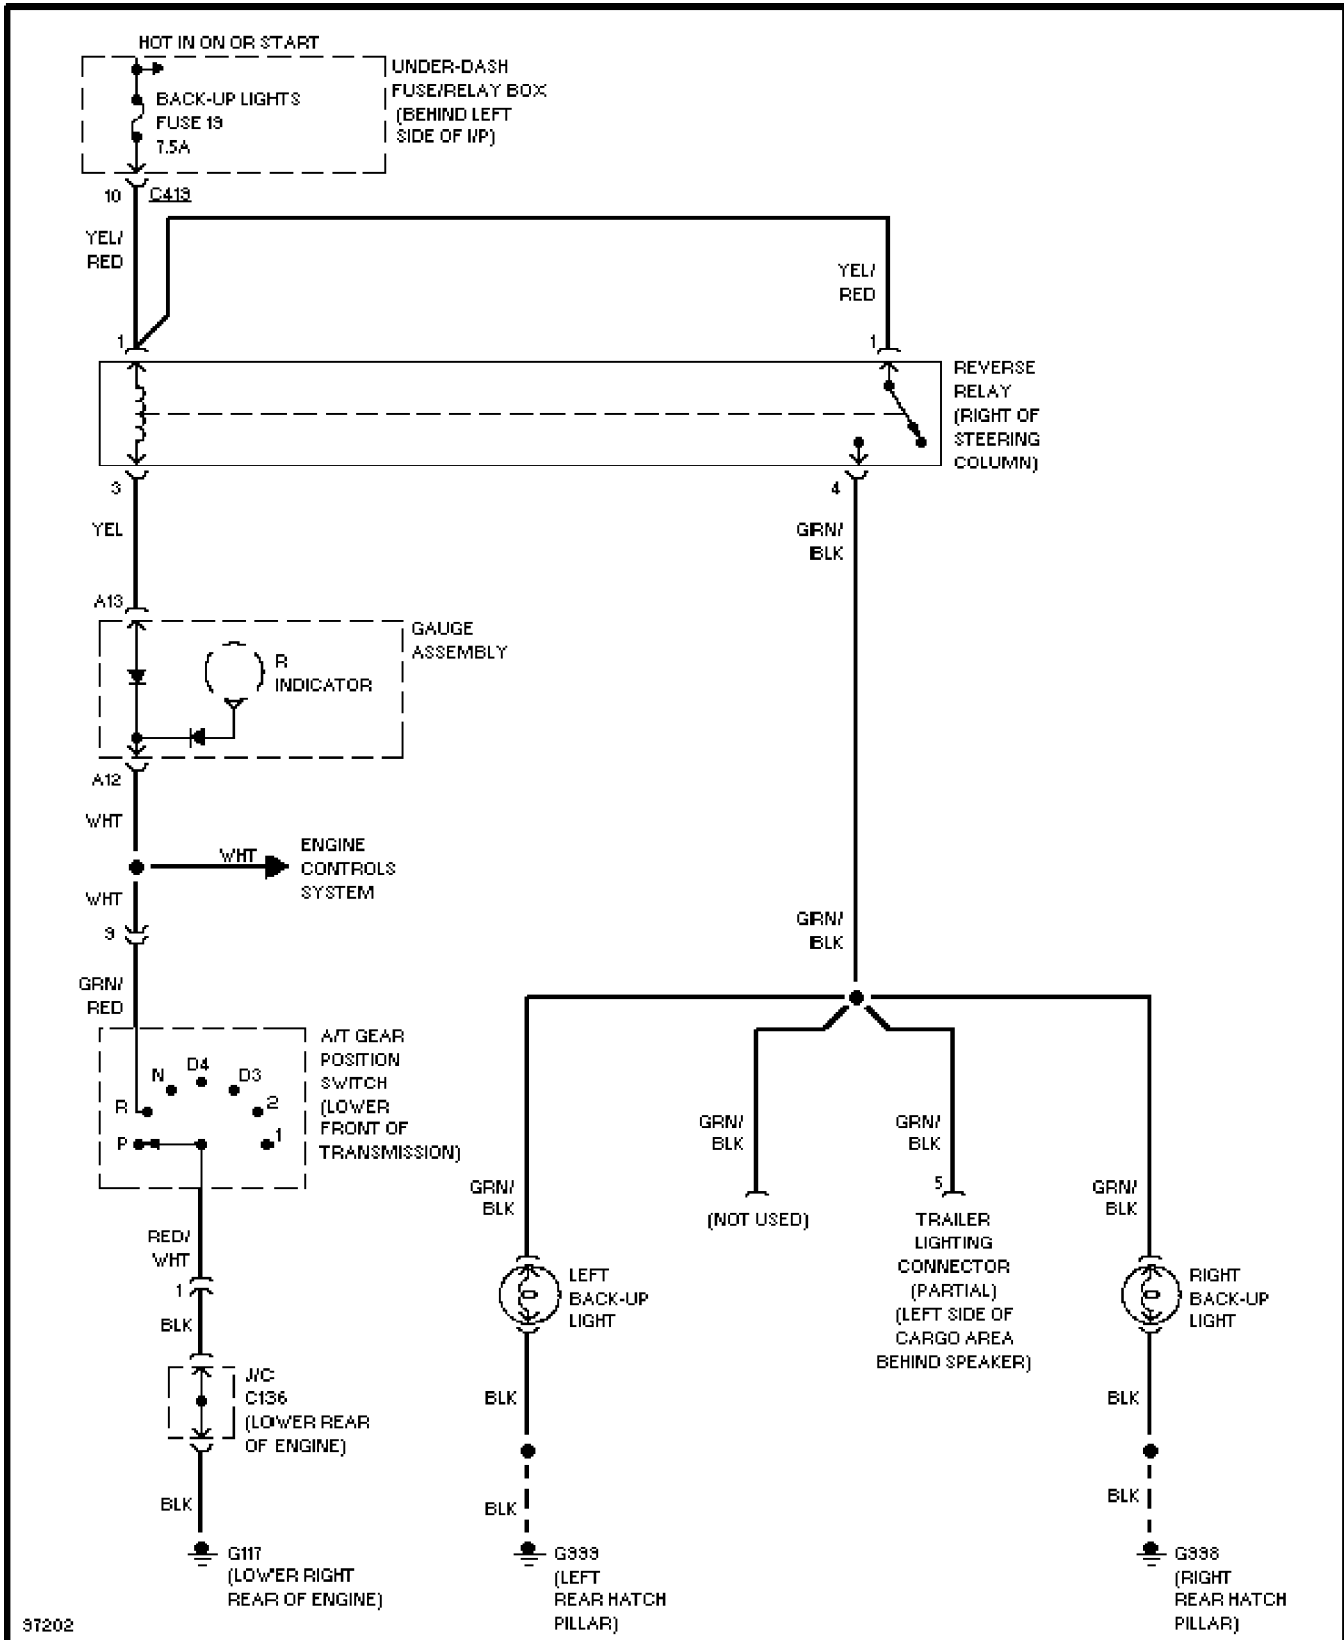 HOT IN ON OR START
UNDER-DASH
FUSE/RELAY BOX
(BEHIND LEFT
SIDE OF I/P)
BACK-UP LIGHTS
FUSE 19
7.5A
10
C419
YEL/
RED
YEL/
RED
1
1
REVERSE
RELAY
(RIGHT OF
STEERING
COLUMN)
3
4
YEL
GRN/
BLK
A13
GAUGE
ASSEMBLY
R
INDICATOR
A12
WHT
WHT
ENGINE
CONTROLS
SYSTEM
WHT
9
GRN/
BLK
GRN/
RED
A/T GEAR
POSITION
SWITCH
(LOWER
FRONT OF
TRANSMISSION)
P
R
N
D4
D3
2
1
GRN/
BLK
GRN/
BLK
GRN/
BLK
GRN/
BLK
(NOT USED)
5
TRAILER
LIGHTING
CONNECTOR
(PARTIAL)
(LEFT SIDE OF
CARGO AREA
BEHIND SPEAKER)
RED/
WHT
1
BLK
LEFT
BACK-UP
LIGHT
RIGHT
BACK-UP
LIGHT
J/C
C136
(LOWER REAR
OF ENGINE)
BLK
BLK
BLK
BLK
BLK
G117
(LOWER RIGHT
REAR OF ENGINE)
G999
(LEFT
REAR HATCH
PILLAR)
G998
(RIGHT
REAR HATCH
PILLAR)
97202